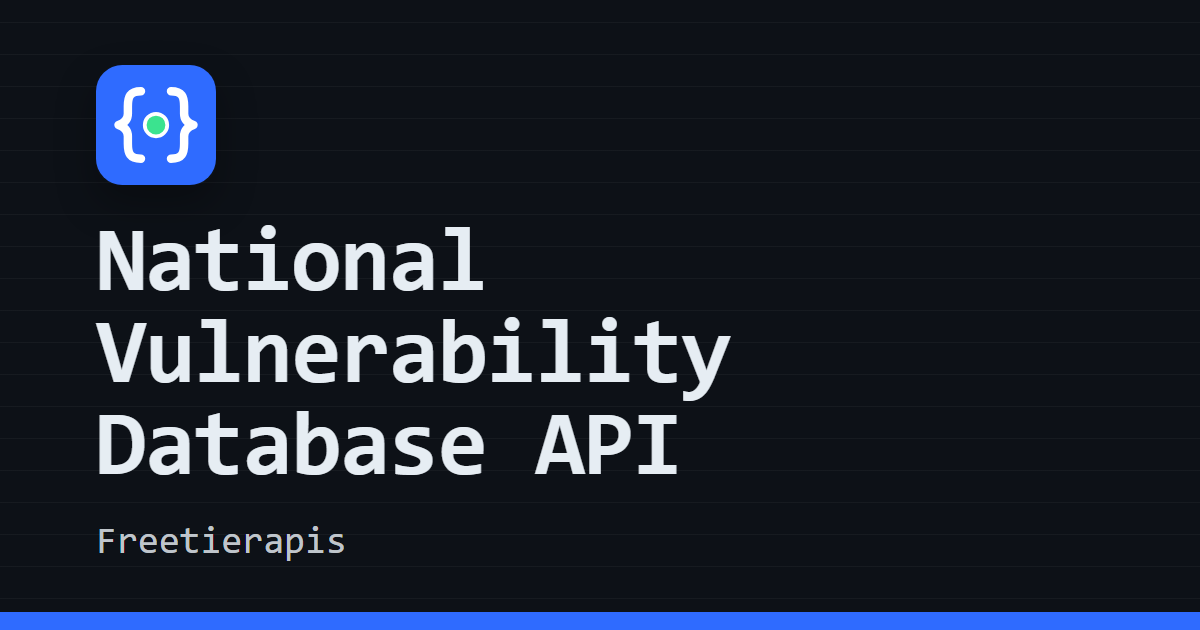 National
Vulnerability
Database API
Freetierapis